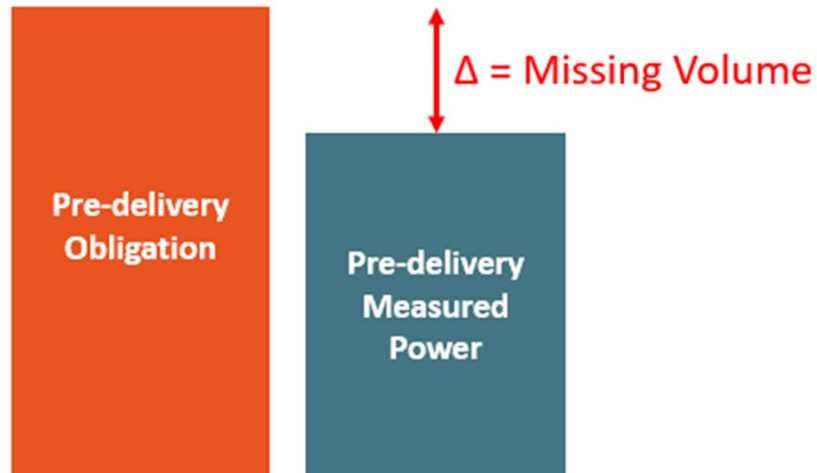 Δ = Missing Volume
Pre-delivery
Obligation
Pre-delivery
Measured
Power